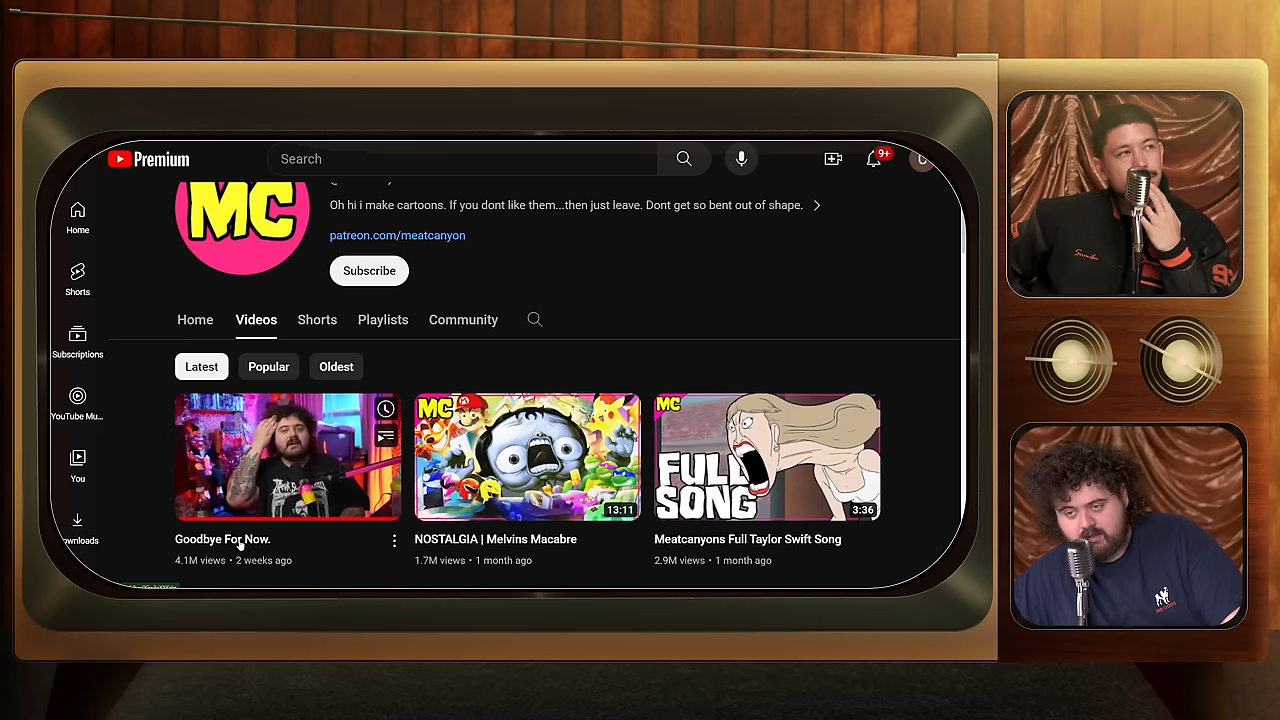 Premium
Search
9+
MC
Oh hi i make cartoons. If you dont like them...then just leave. Dont get so bent out of shape.
patreon.com/meatcanyon
Subscribe
Home
Shorts
Subscriptions
YouTube Mu...
You
ownloads
Home
Videos
Shorts
Playlists
Community
Latest
Popular
Oldest
MC
13:11
MC
FULL
SONG
3:36
Goodbye For Now.
4.1M views • 2 weeks ago
NOSTALGIA | Melvins Macabre
1.7M views • 1 month ago
Meatcanyons Full Taylor Swift Song
2.9M views • 1 month ago